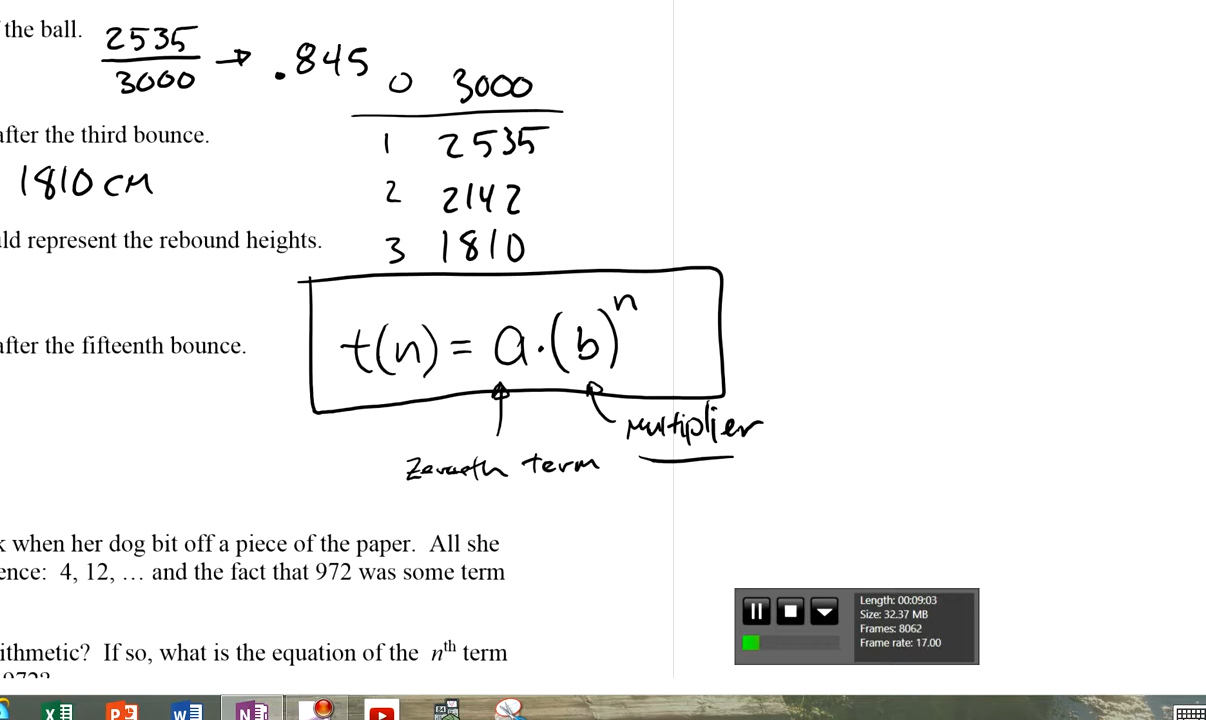 the ball.
2535
3000
→ .845
0 3000
after the third bounce.
1 2535
1810 CM
2 2142
uld represent the rebound heights.
3 1810
t(n) = a·(b)ⁿ
after the fifteenth bounce.
Multiplier
Zeroeth term
k when her dog bit off a piece of the paper. All she
ence: 4, 12, … and the fact that 972 was some term
Length: 00:09:03
Size: 32.37 MB
Frames: 8062
Frame rate: 17.00
ithmetic? If so, what is the equation of the nᵗʰ term